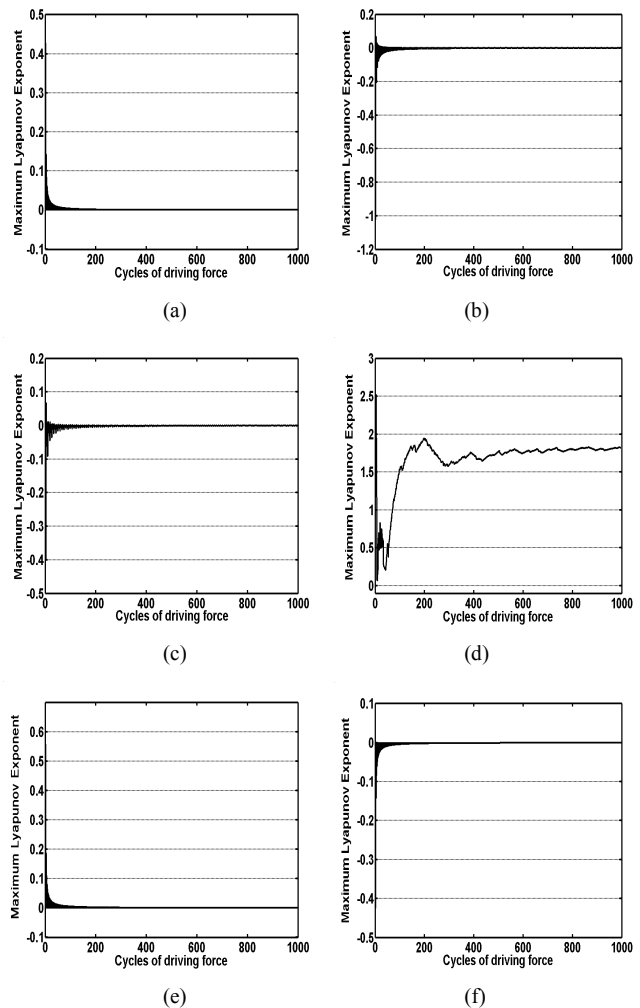 0.5
0.4
0.3
0.2
0.1
0
-0.1
Maximum Lyapunov Exponent
0 200 400 600 800 1000
Cycles of driving force
(a)
0.2
0
-0.2
-0.4
-0.6
-0.8
-1
-1.2
Maximum Lyapunov Exponent
0 200 400 600 800 1000
Cycles of driving force
(b)
0.2
0.1
0
-0.1
-0.2
-0.3
-0.4
-0.5
Maximum Lyapunov Exponent
0 200 400 600 800 1000
Cycles of driving force
(c)
3
2.5
2
1.5
1
0.5
0
Maximum Lyapunov Exponent
0 200 400 600 800 1000
Cycles of driving force
(d)
0.6
0.5
0.4
0.3
0.2
0.1
0
-0.1
Maximum Lyapunov Exponent
0 200 400 600 800 1000
Cycles of driving force
(e)
0.1
0
-0.1
-0.2
-0.3
-0.4
-0.5
Maximum Lyapunov Exponent
0 200 400 600 800 1000
Cycles of driving force
(f)